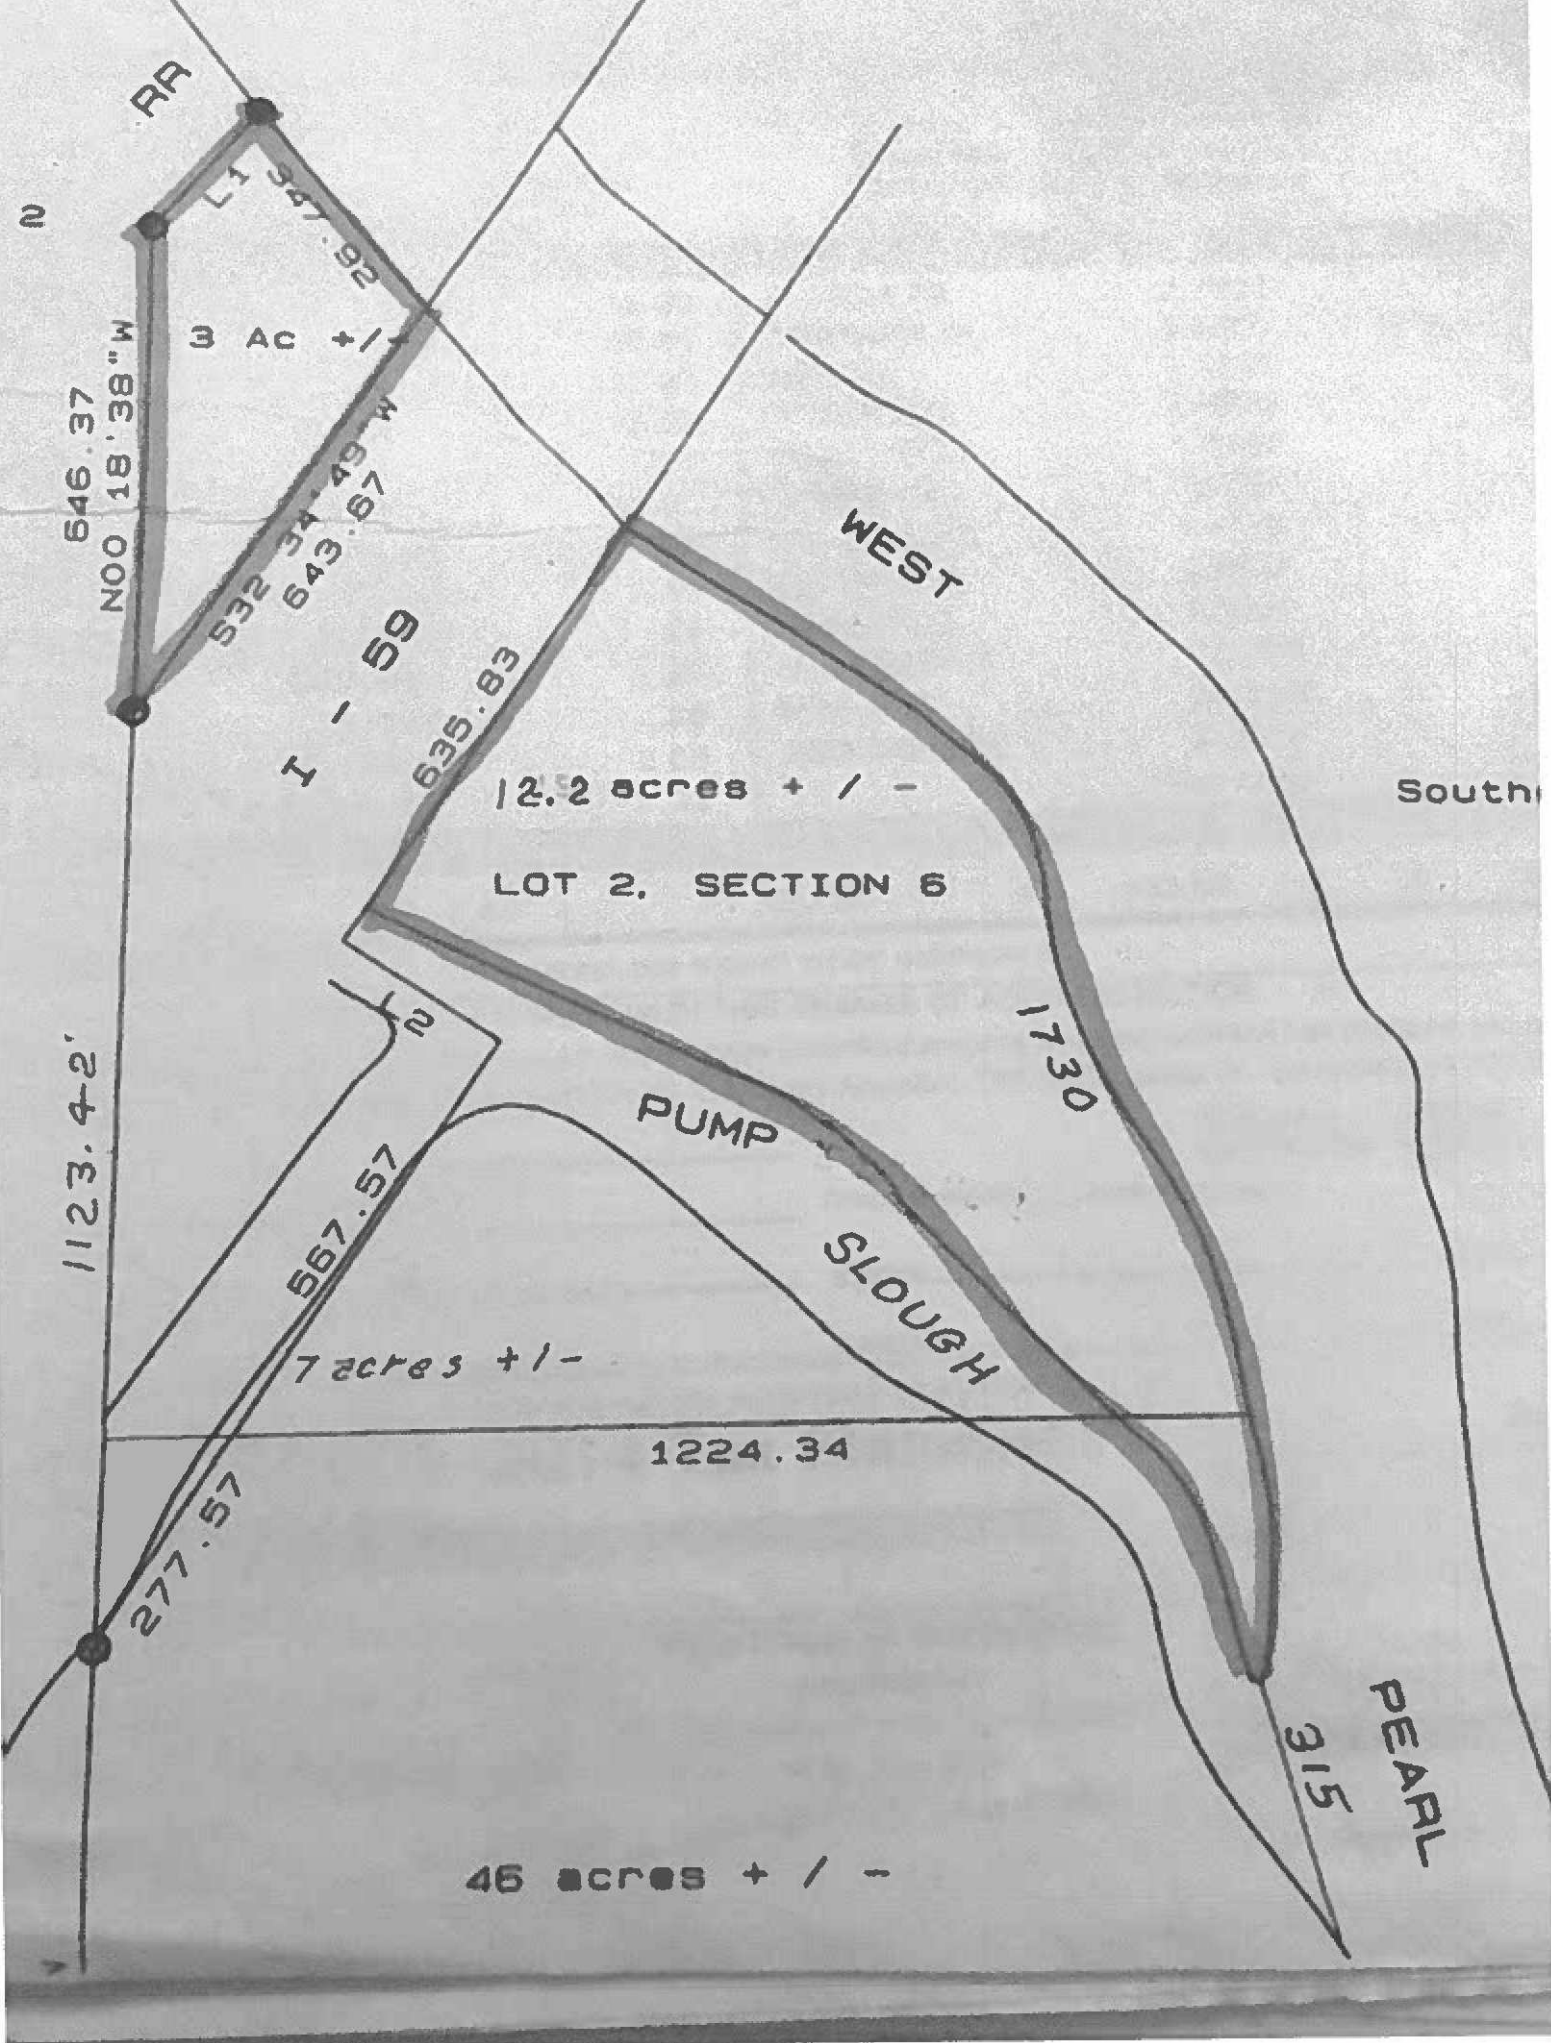 RR
2
L1
347.92
3 Ac +/-
646.37
N00 18'38"W
S32 34'49"W
643.67
I - 59
635.83
WEST
12.2 acres + / -
LOT 2, SECTION 6
South
L2
1730
1123.42'
PUMP
SLOUGH
567.57
7 acres +/-
1224.34
277.57
PEARL
315
46 acres + / -